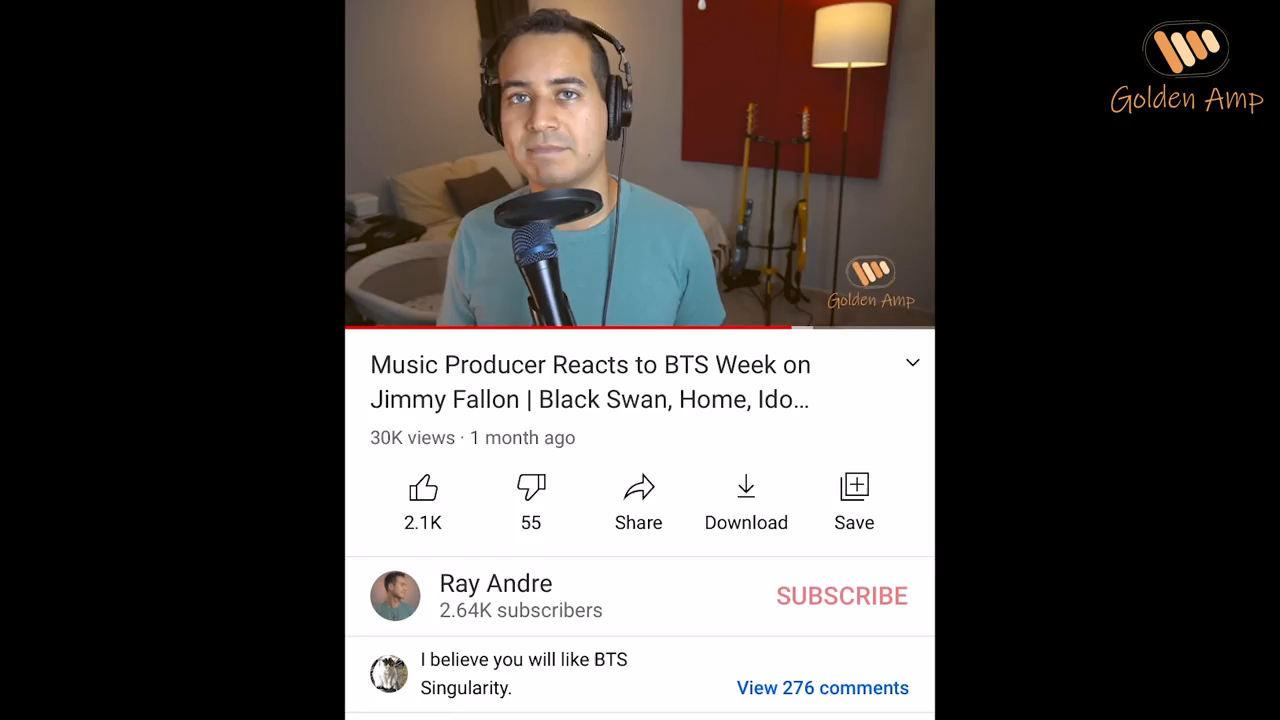 Golden Amp
Golden Amp
Music Producer Reacts to BTS Week on
Jimmy Fallon | Black Swan, Home, Ido...
30K views · 1 month ago
2.1K
55
Share
Download
Save
Ray Andre
2.64K subscribers
SUBSCRIBE
I believe you will like BTS
Singularity.
View 276 comments